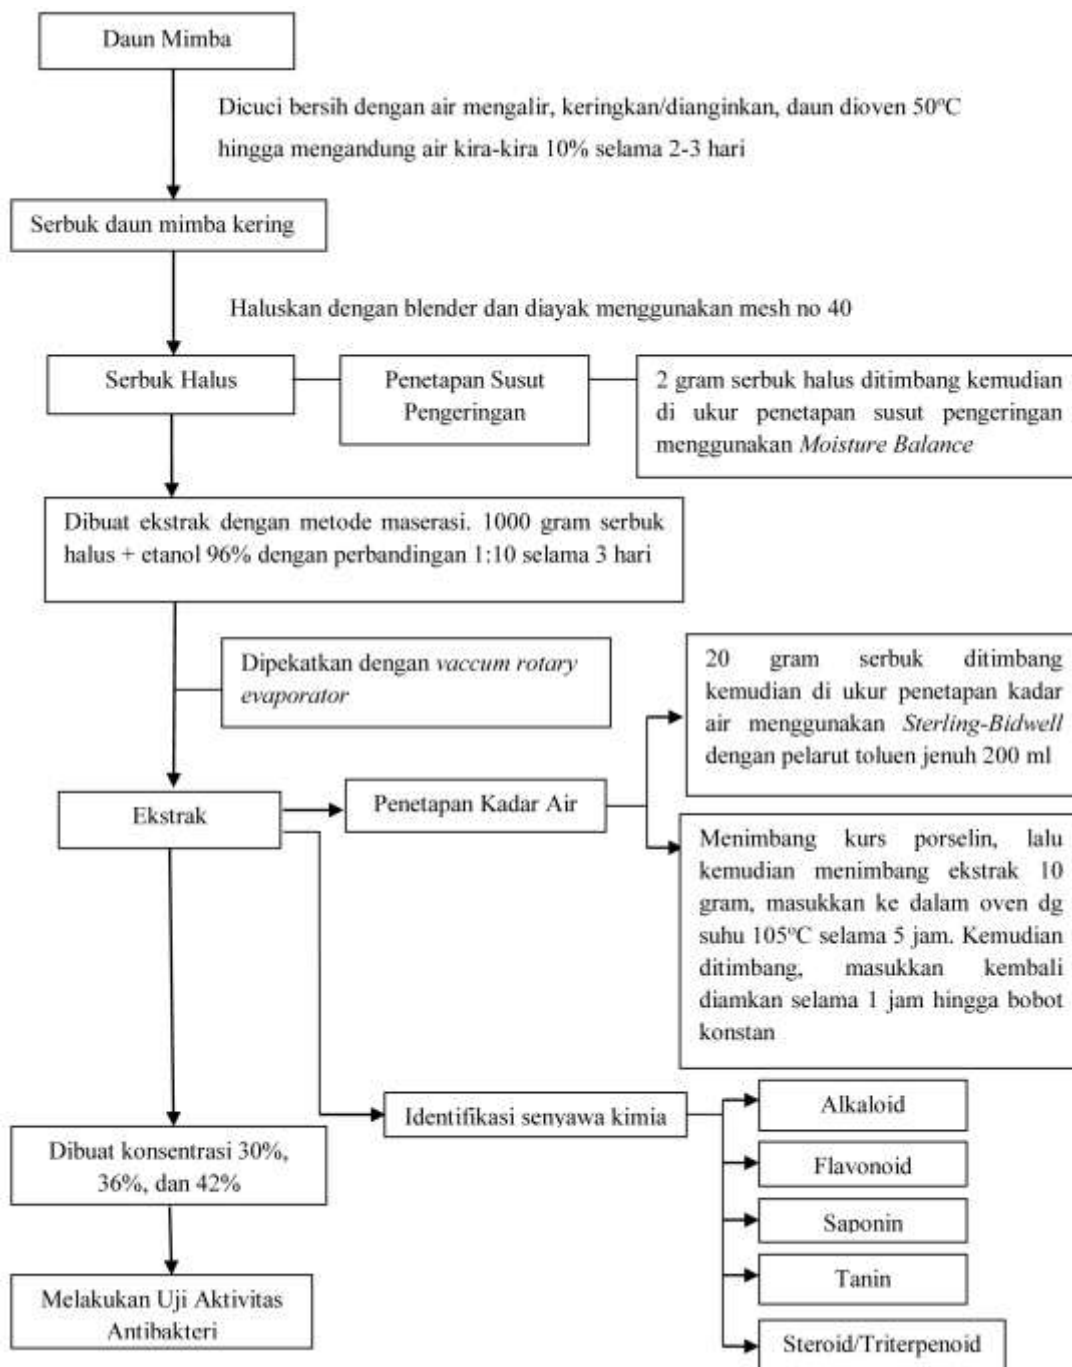 Daun Mimba
Dicuci bersih dengan air mengalir, keringkan/dianginkan, daun dioven 50ºC
hingga mengandung air kira-kira 10% selama 2-3 hari
Serbuk daun mimba kering
Haluskan dengan blender dan diayak menggunakan mesh no 40
Serbuk Halus
Penetapan Susut
Pengeringan
2 gram serbuk halus ditimbang kemudian
di ukur penetapan susut pengeringan
menggunakan Moisture Balance
Dibuat ekstrak dengan metode maserasi. 1000 gram serbuk
halus + etanol 96% dengan perbandingan 1:10 selama 3 hari
Dipekatkan dengan vaccum rotary
evaporator
20 gram serbuk ditimbang
kemudian di ukur penetapan kadar
air menggunakan Sterling-Bidwell
dengan pelarut toluen jenuh 200 ml
Ekstrak
Penetapan Kadar Air
Menimbang kurs porselin, lalu
kemudian menimbang ekstrak 10
gram, masukkan ke dalam oven dg
suhu 105ºC selama 5 jam. Kemudian
ditimbang, masukkan kembali
diamkan selama 1 jam hingga bobot
konstan
Identifikasi senyawa kimia
Alkaloid
Flavonoid
Saponin
Tanin
Steroid/Triterpenoid
Dibuat konsentrasi 30%,
36%, dan 42%
Melakukan Uji Aktivitas
Antibakteri